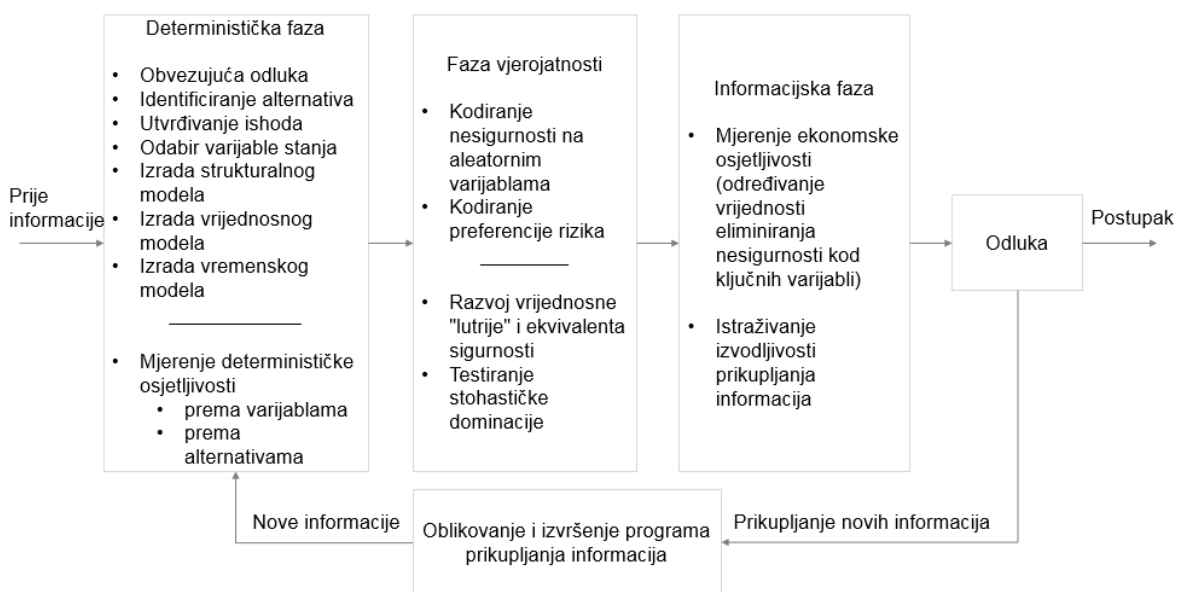 Prije
informacije
Deterministička faza
• Obvezujuća odluka
• Identificiranje alternativa
• Utvrđivanje ishoda
• Odabir varijable stanja
• Izrada strukturalnog
modela
• Izrada vrijednosnog
modela
• Izrada vremenskog
modela
• Mjerenje determinističke
osjetljivosti
• prema varijablama
• prema
alternativama
Faza vjerojatnosti
• Kodiranje
nesigurnosti na
aleatornim
varijablama
• Kodiranje
preferencije rizika
• Razvoj vrijednosne
"lutrije" i ekvivalenta
sigurnosti
• Testiranje
stohastičke
dominacije
Informacijska faza
• Mjerenje ekonomske
osjetljivosti
(određivanje
vrijednosti
eliminiranja
nesigurnosti kod
ključnih varijabli)
• Istraživanje
izvodljivosti
prikupljanja
informacija
Odluka
Postupak
Prikupljanje novih informacija
Oblikovanje i izvršenje programa
prikupljanja informacija
Nove informacije